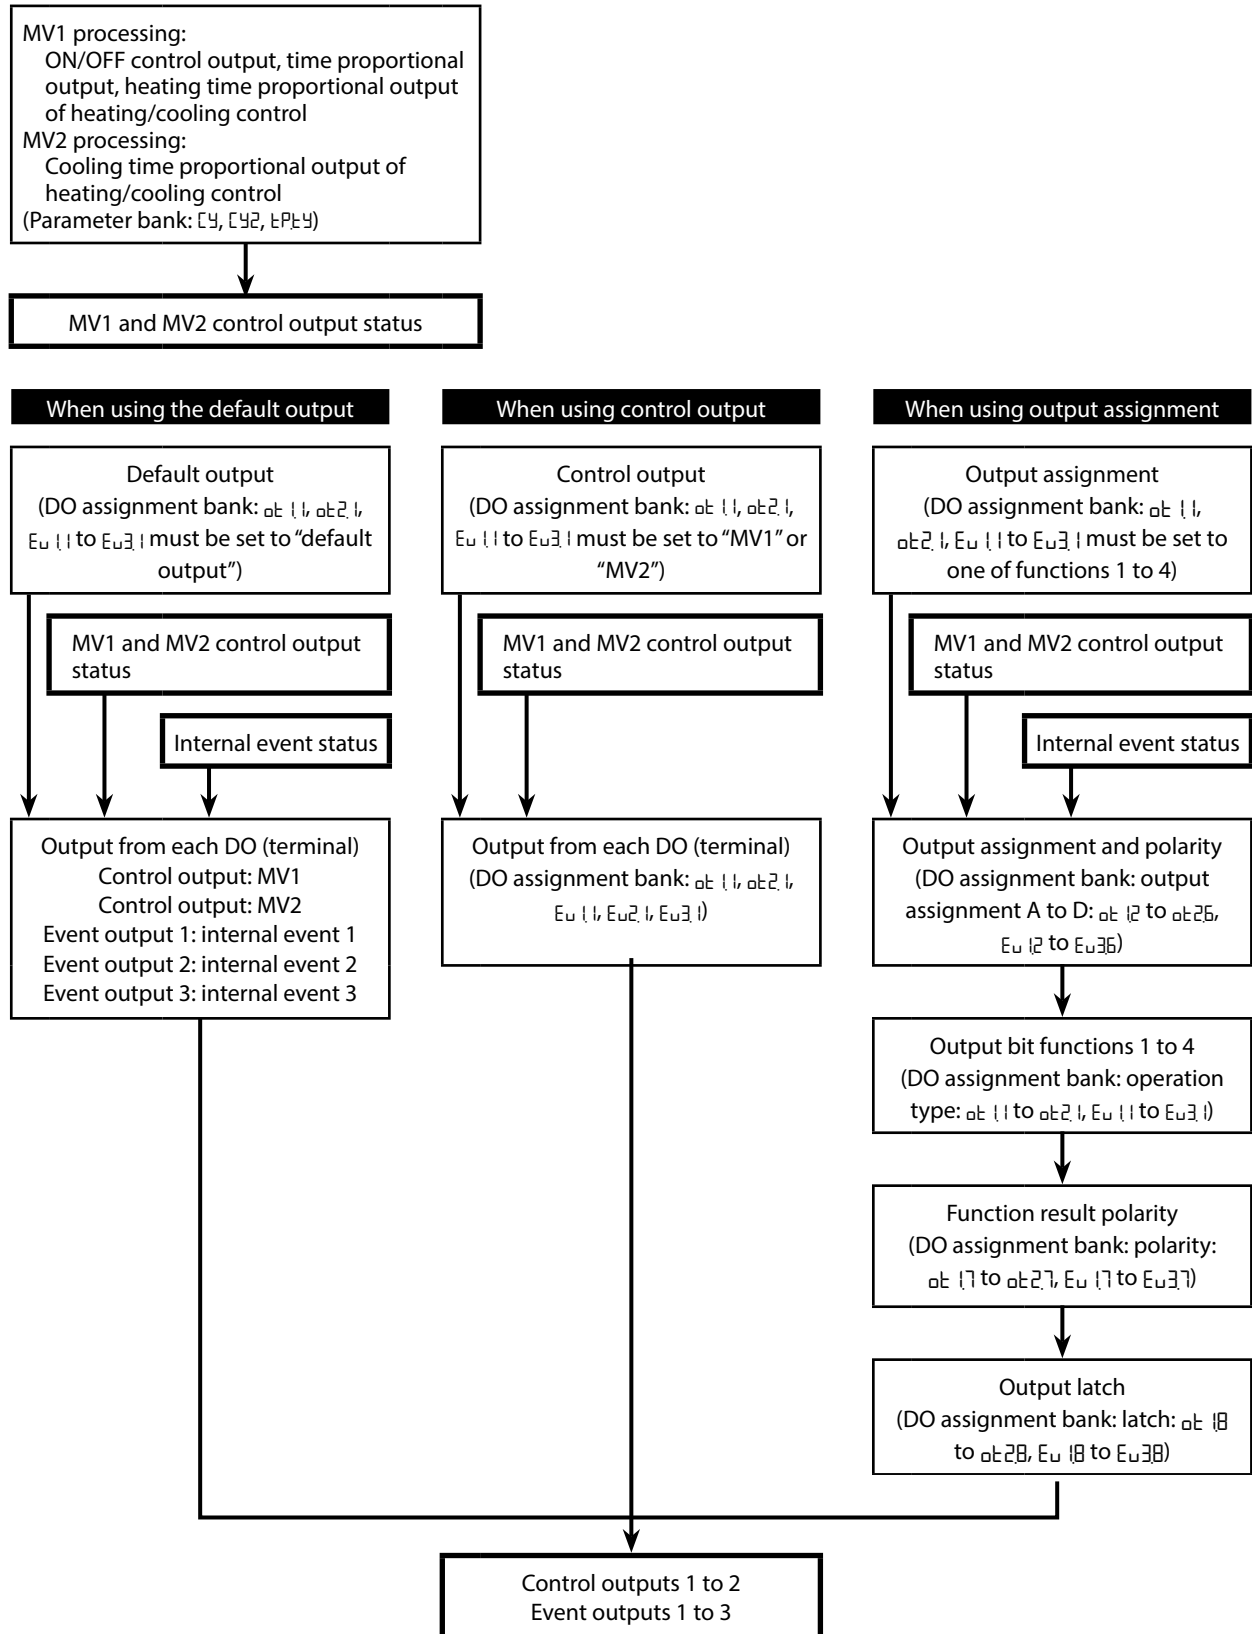 MV1 processing:
ON/OFF control output, time proportional
output, heating time proportional output
of heating/cooling control
MV2 processing:
Cooling time proportional output of
heating/cooling control
(Parameter bank: CY, CY2, tP.tY)
MV1 and MV2 control output status
When using the default output
Default output
(DO assignment bank: ot1.1, ot2.1,
Ev1.1 to Ev3.1 must be set to “default
output”)
MV1 and MV2 control output
status
Internal event status
Output from each DO (terminal)
Control output: MV1
Control output: MV2
Event output 1: internal event 1
Event output 2: internal event 2
Event output 3: internal event 3
When using control output
Control output
(DO assignment bank: ot1.1, ot2.1,
Ev1.1 to Ev3.1 must be set to “MV1” or
“MV2”)
MV1 and MV2 control output
status
Output from each DO (terminal)
(DO assignment bank: ot1.1, ot2.1,
Ev1.1, Ev2.1, Ev3.1)
When using output assignment
Output assignment
(DO assignment bank: ot1.1,
ot2.1, Ev1.1 to Ev3.1 must be set to
one of functions 1 to 4)
MV1 and MV2 control output
status
Internal event status
Output assignment and polarity
(DO assignment bank: output
assignment A to D: ot1.2 to ot2.6,
Ev1.2 to Ev3.6)
Output bit functions 1 to 4
(DO assignment bank: operation
type: ot1.1 to ot2.1, Ev1.1 to Ev3.1)
Function result polarity
(DO assignment bank: polarity:
ot1.7 to ot2.7, Ev1.7 to Ev3.7)
Output latch
(DO assignment bank: latch: ot1.8
to ot2.8, Ev1.8 to Ev3.8)
Control outputs 1 to 2
Event outputs 1 to 3